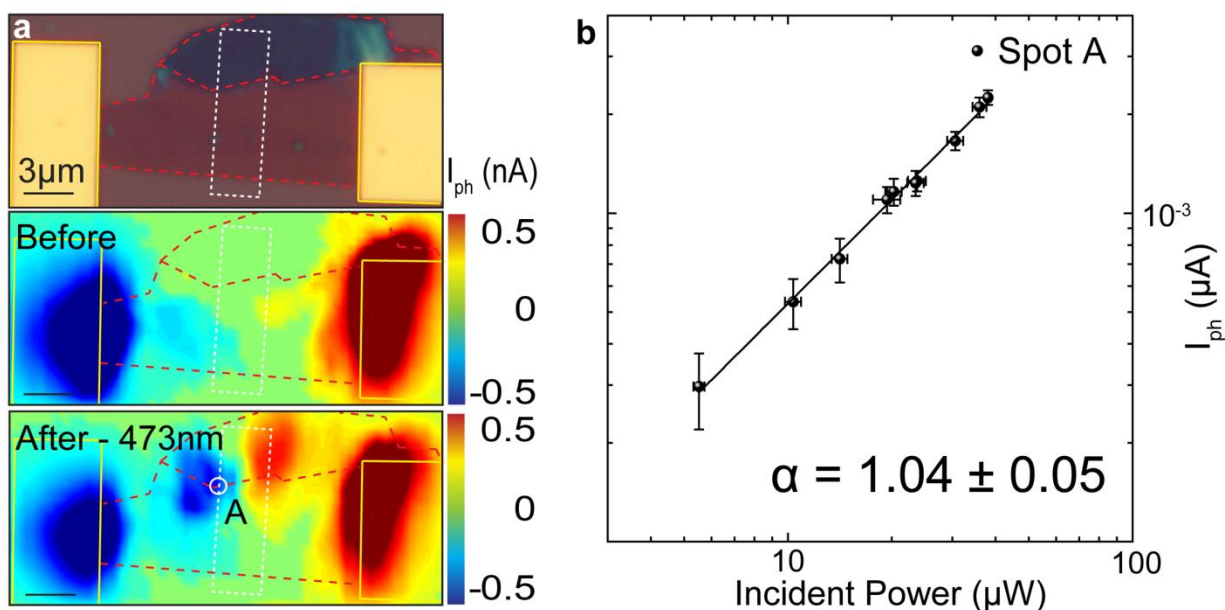 a
3µm
I_ph (nA)
Before
0.5
0
-0.5
After - 473nm
A
0.5
0
-0.5
b
Spot A
10⁻³
I_ph (µA)
α = 1.04 ± 0.05
10
100
Incident Power (µW)